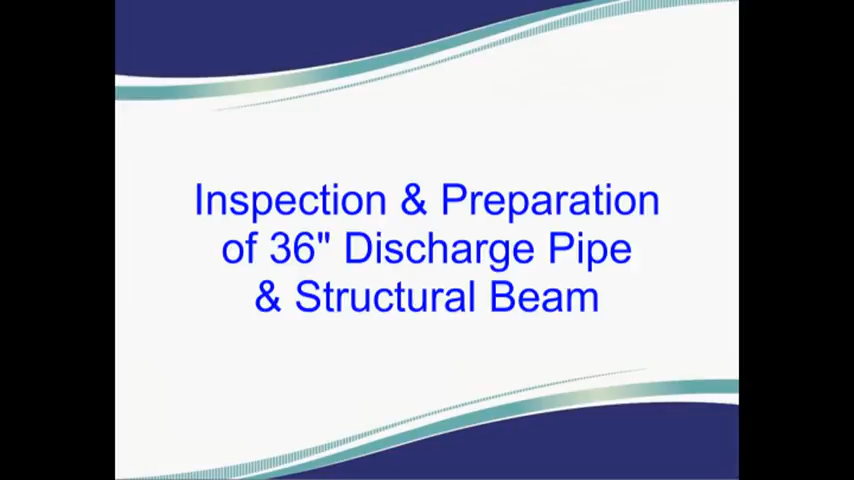 Inspection & Preparation
of 36" Discharge Pipe
& Structural Beam